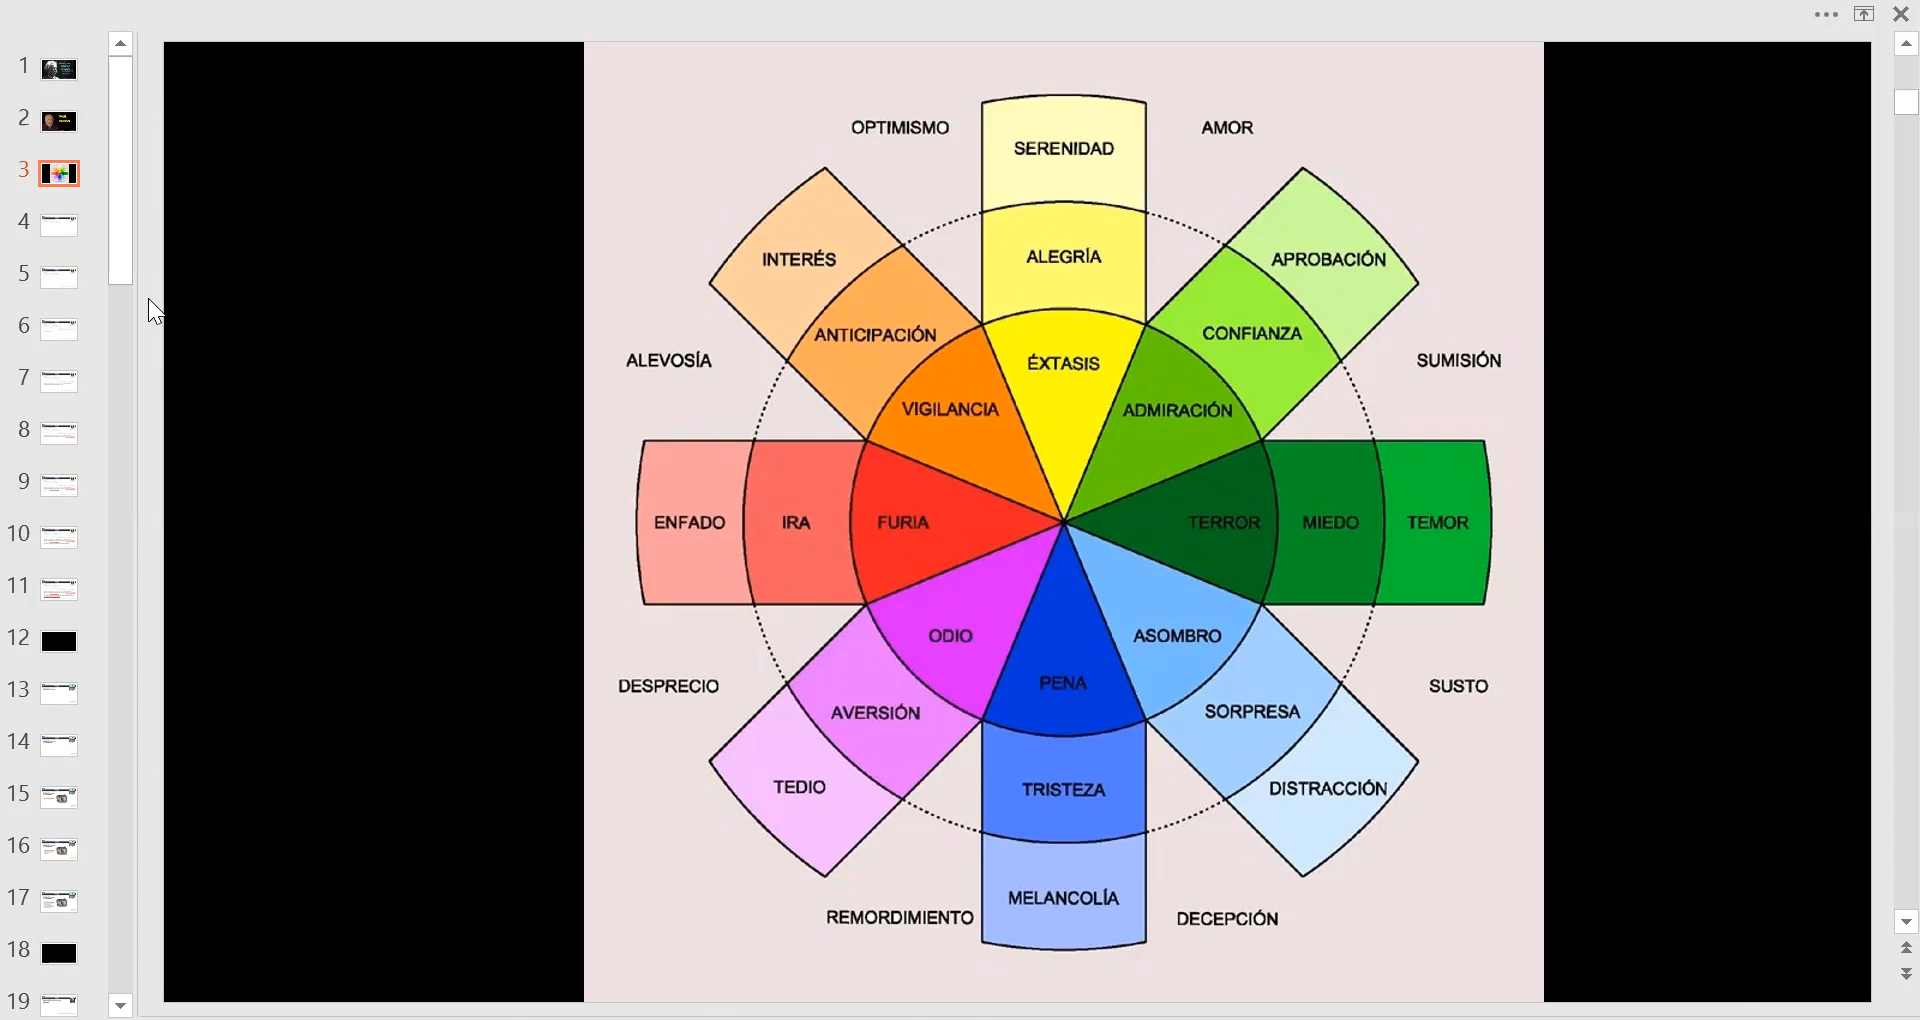 1
2
3
4
5
6
7
8
9
10
11
12
13
14
15
16
17
18
19
OPTIMISMO
SERENIDAD
AMOR
INTERÉS
ALEGRÍA
APROBACIÓN
ANTICIPACIÓN
CONFIANZA
ALEVOSÍA
ÉXTASIS
SUMISIÓN
VIGILANCIA
ADMIRACIÓN
ENFADO
IRA
FURIA
TERROR
MIEDO
TEMOR
ODIO
ASOMBRO
DESPRECIO
PENA
SUSTO
AVERSIÓN
SORPRESA
TEDIO
TRISTEZA
DISTRACCIÓN
MELANCOLÍA
REMORDIMIENTO
DECEPCIÓN